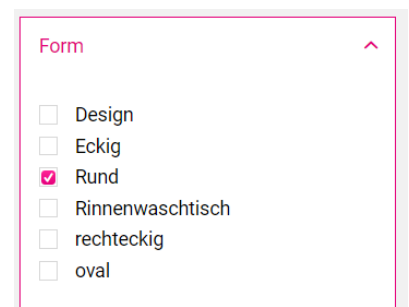 Form
Design
Eckig
Rund
Rinnenwaschtisch
rechteckig
oval